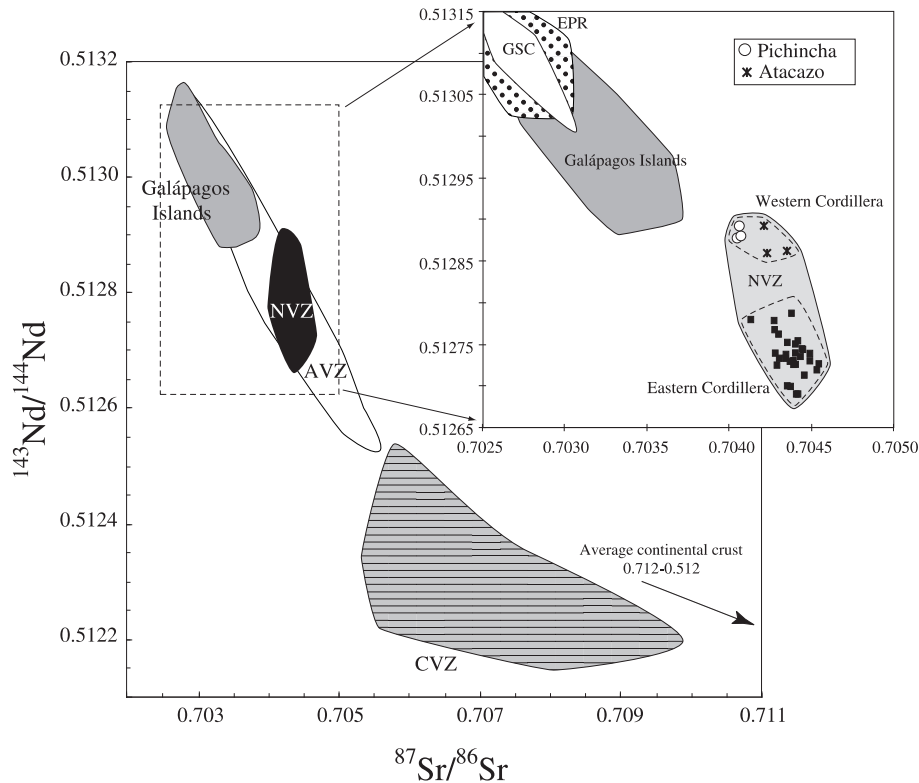 0.51315
0.51305
0.51295
0.51285
0.51275
0.51265
0.7025
0.7030
0.7035
0.7040
0.7045
0.7050
EPR
GSC
Pichincha
Atacazo
Galápagos Islands
Western Cordillera
NVZ
Eastern Cordillera
0.5132
0.5130
0.5128
0.5126
0.5124
0.5122
143Nd/144Nd
Galápagos
Islands
NVZ
AVZ
CVZ
Average continental crust
0.712-0.512
0.703
0.705
0.707
0.709
0.711
87Sr/86Sr